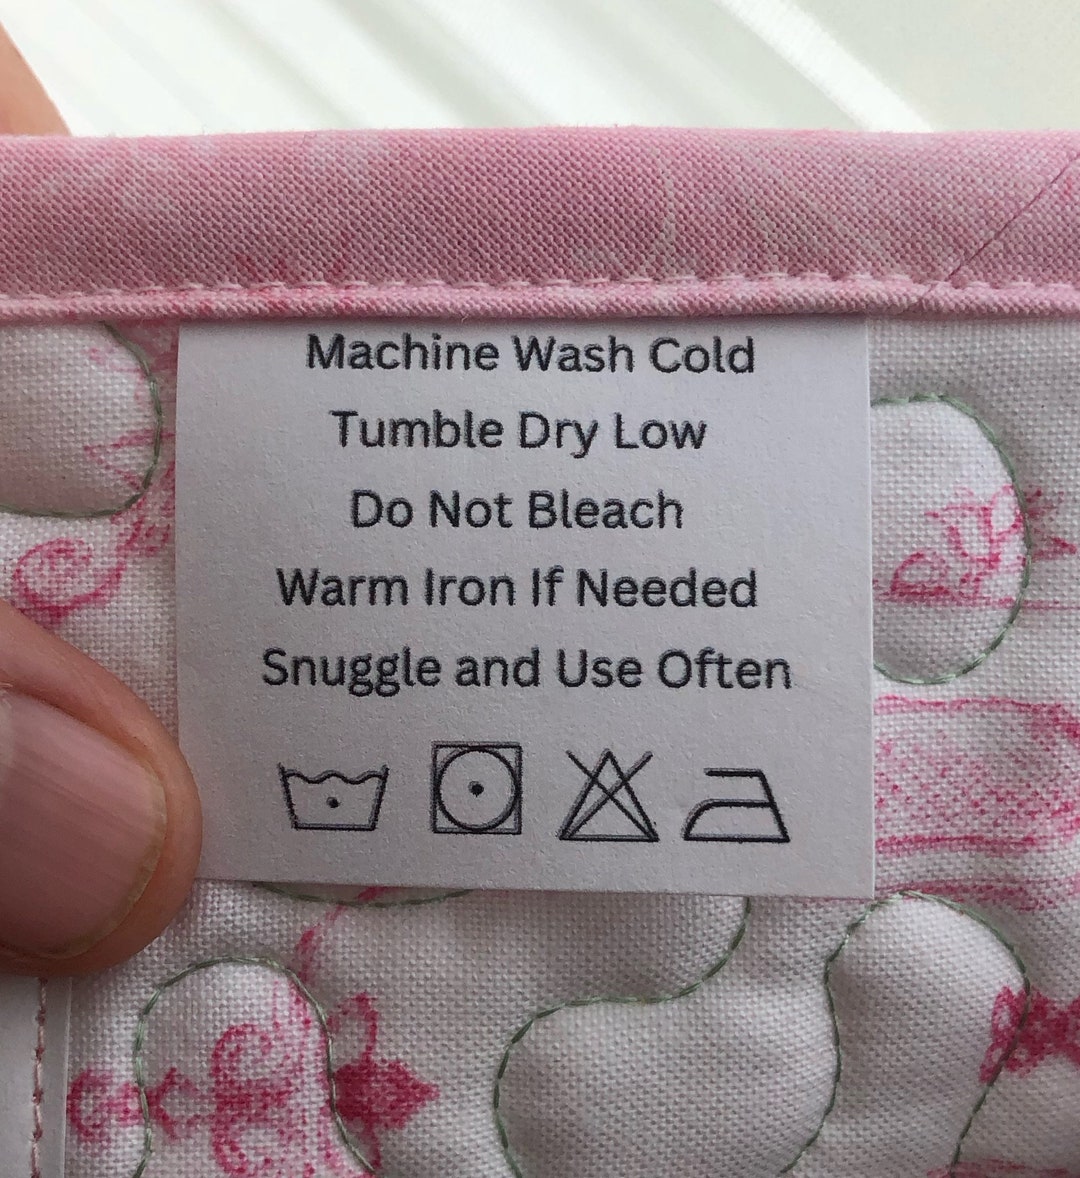 Machine Wash Cold
Tumble Dry Low
Do Not Bleach
Warm Iron If Needed
Snuggle and Use Often